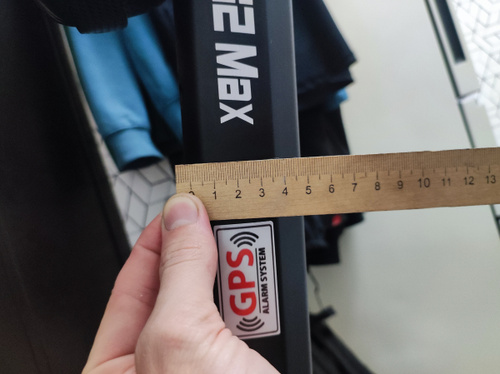 Max
1 2 3 4 5 6 7 8 9 10 11 12 13
GPS
ALARM SYSTEM